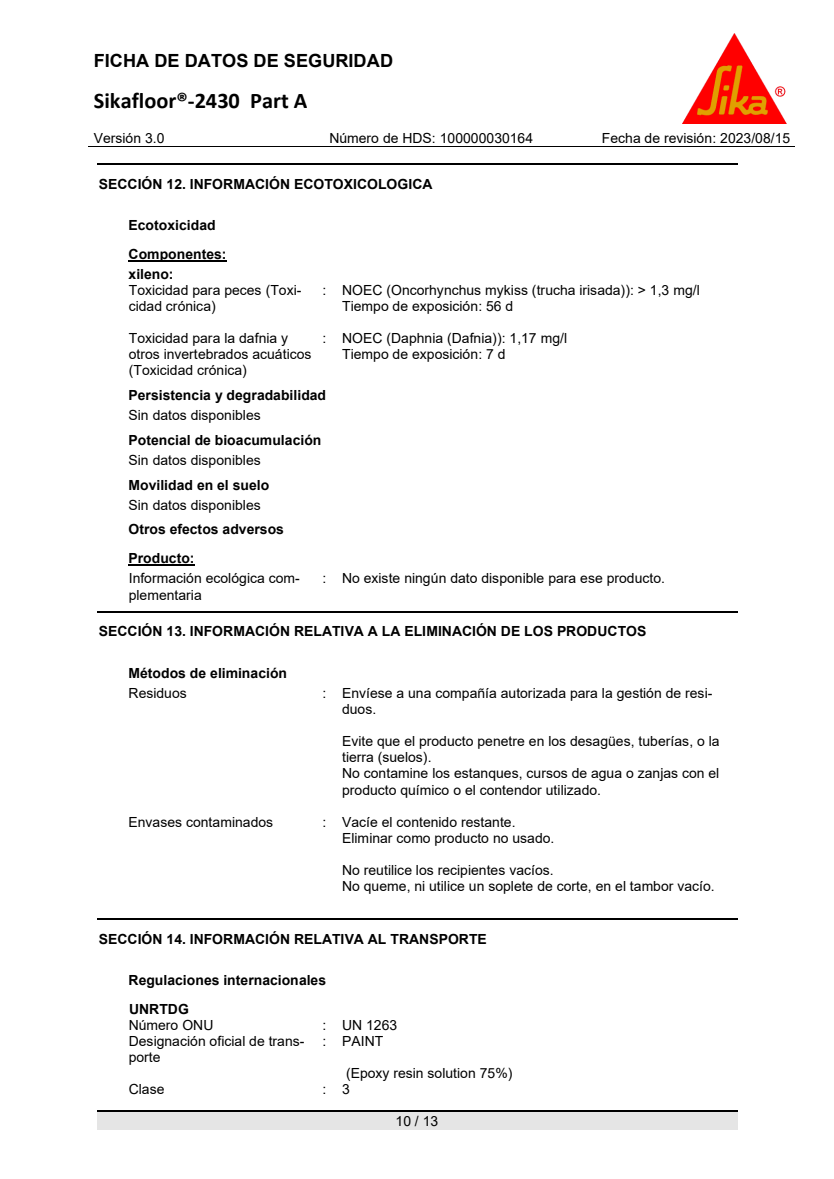 FICHA DE DATOS DE SEGURIDAD
Sikafloor®-2430 Part A
Sika®
Versión 3.0 Número de HDS: 100000030164 Fecha de revisión: 2023/08/15
SECCIÓN 12. INFORMACIÓN ECOTOXICOLOGICA
Ecotoxicidad
Componentes:
xileno:
Toxicidad para peces (Toxi- : NOEC (Oncorhynchus mykiss (trucha irisada)): > 1,3 mg/l
cidad crónica) Tiempo de exposición: 56 d
Toxicidad para la dafnia y : NOEC (Daphnia (Dafnia)): 1,17 mg/l
otros invertebrados acuáticos Tiempo de exposición: 7 d
(Toxicidad crónica)
Persistencia y degradabilidad
Sin datos disponibles
Potencial de bioacumulación
Sin datos disponibles
Movilidad en el suelo
Sin datos disponibles
Otros efectos adversos
Producto:
Información ecológica com- : No existe ningún dato disponible para ese producto.
plementaria
SECCIÓN 13. INFORMACIÓN RELATIVA A LA ELIMINACIÓN DE LOS PRODUCTOS
Métodos de eliminación
Residuos : Envíese a una compañía autorizada para la gestión de resi-
duos.
Evite que el producto penetre en los desagües, tuberías, o la
tierra (suelos).
No contamine los estanques, cursos de agua o zanjas con el
producto químico o el contendor utilizado.
Envases contaminados : Vacíe el contenido restante.
Eliminar como producto no usado.
No reutilice los recipientes vacíos.
No queme, ni utilice un soplete de corte, en el tambor vacío.
SECCIÓN 14. INFORMACIÓN RELATIVA AL TRANSPORTE
Regulaciones internacionales
UNRTDG
Número ONU : UN 1263
Designación oficial de trans- : PAINT
porte
(Epoxy resin solution 75%)
Clase : 3
10 / 13